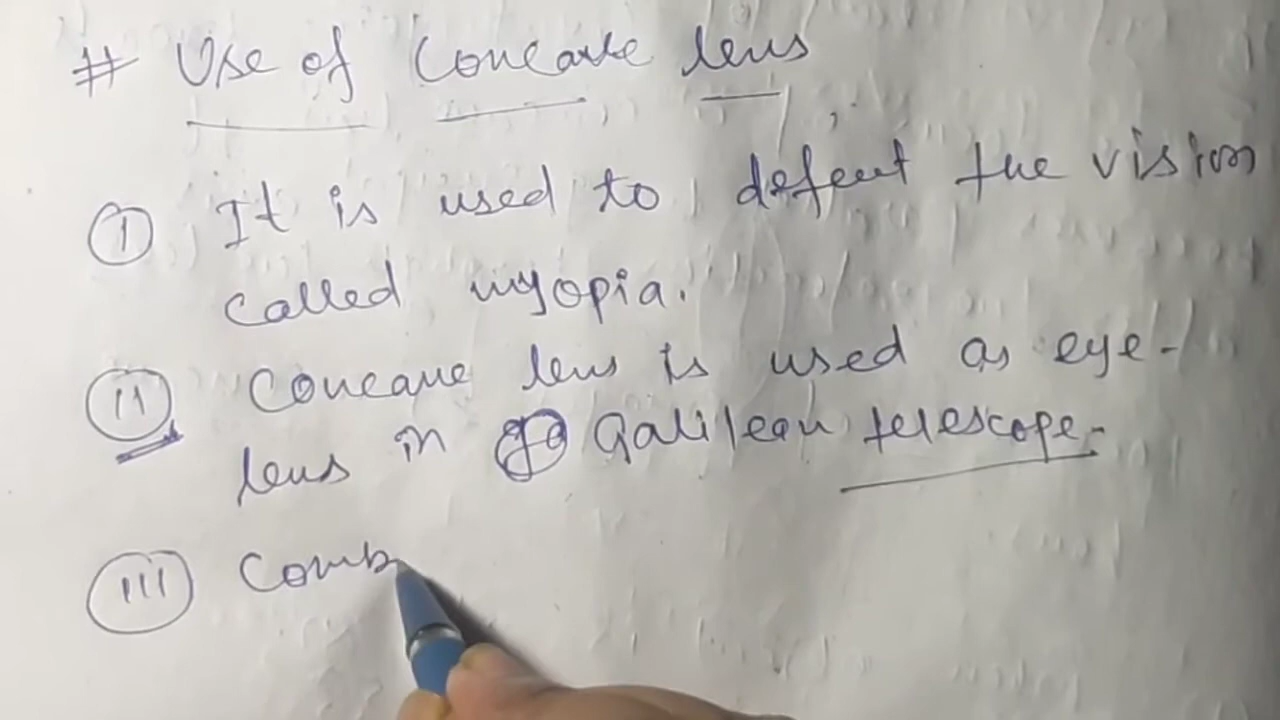 # Use of Concave lens
I It is used to defeut the vision
called myopia.
II Concave lens is used as eye-
lens in Galilean telescope.
III Comb